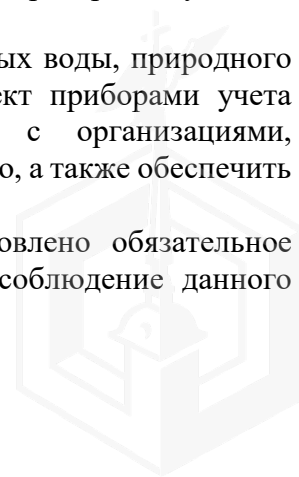 ых воды, природного
ект приборами учета
с организациями,
о, а также обеспечить
овлено обязательное
соблюдение данного